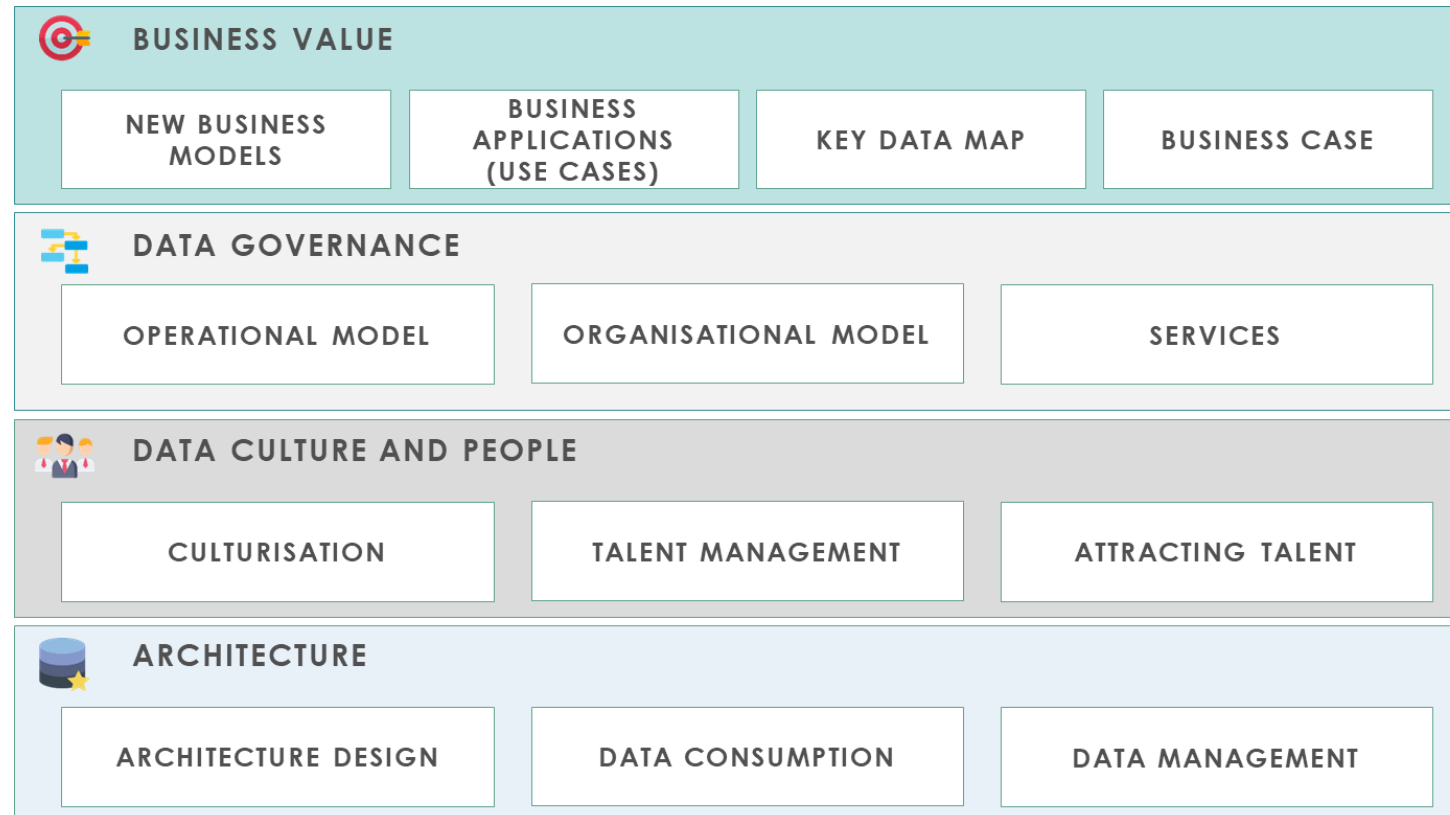 BUSINESS VALUE
NEW BUSINESS
MODELS
BUSINESS
APPLICATIONS
(USE CASES)
KEY DATA MAP
BUSINESS CASE
DATA GOVERNANCE
OPERATIONAL MODEL
ORGANISATIONAL MODEL
SERVICES
DATA CULTURE AND PEOPLE
CULTURISATION
TALENT MANAGEMENT
ATTRACTING TALENT
ARCHITECTURE
ARCHITECTURE DESIGN
DATA CONSUMPTION
DATA MANAGEMENT